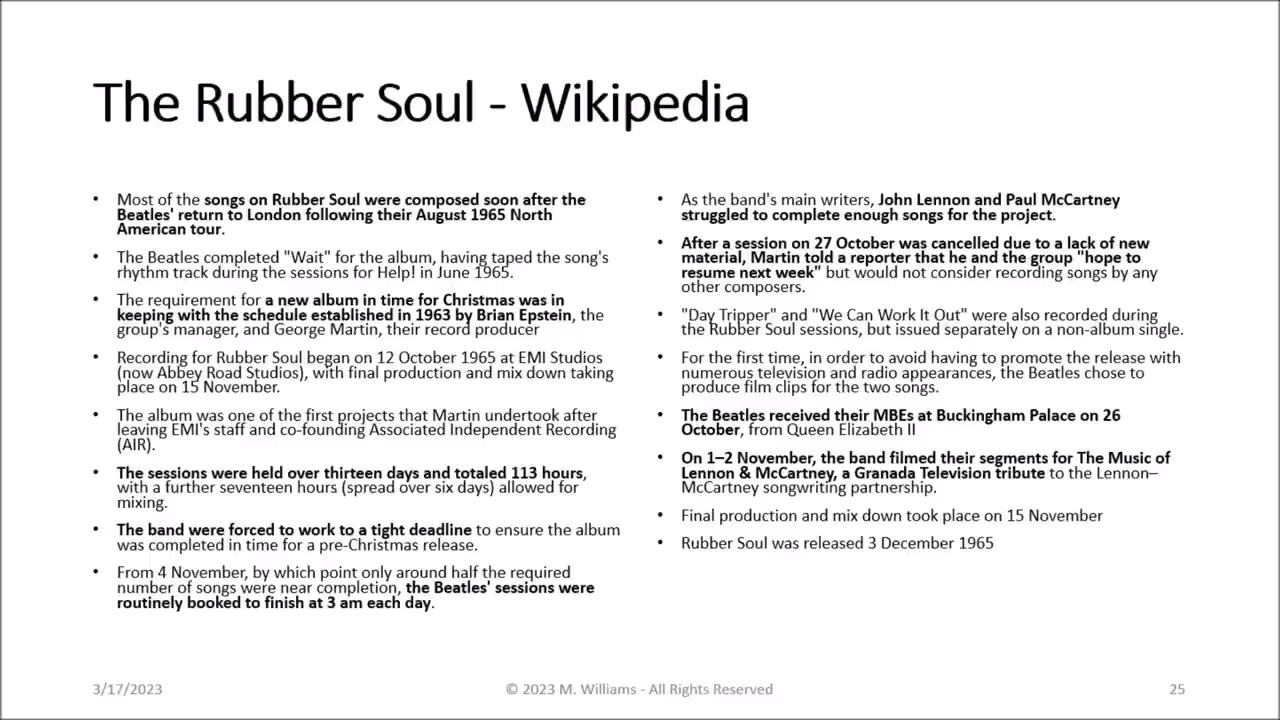 The Rubber Soul - Wikipedia
• Most of the songs on Rubber Soul were composed soon after the
Beatles' return to London following their August 1965 North
American tour.
• The Beatles completed "Wait" for the album, having taped the song's
rhythm track during the sessions for Help! in June 1965.
• The requirement for a new album in time for Christmas was in
keeping with the schedule established in 1963 by Brian Epstein, the
group's manager, and George Martin, their record producer
• Recording for Rubber Soul began on 12 October 1965 at EMI Studios
(now Abbey Road Studios), with final production and mix down taking
place on 15 November.
• The album was one of the first projects that Martin undertook after
leaving EMI's staff and co-founding Associated Independent Recording
(AIR).
• The sessions were held over thirteen days and totaled 113 hours,
with a further seventeen hours (spread over six days) allowed for
mixing.
• The band were forced to work to a tight deadline to ensure the album
was completed in time for a pre-Christmas release.
• From 4 November, by which point only around half the required
number of songs were near completion, the Beatles' sessions were
routinely booked to finish at 3 am each day.
• As the band's main writers, John Lennon and Paul McCartney
struggled to complete enough songs for the project.
• After a session on 27 October was cancelled due to a lack of new
material, Martin told a reporter that he and the group "hope to
resume next week" but would not consider recording songs by any
other composers.
• "Day Tripper" and "We Can Work It Out" were also recorded during
the Rubber Soul sessions, but issued separately on a non-album single.
• For the first time, in order to avoid having to promote the release with
numerous television and radio appearances, the Beatles chose to
produce film clips for the two songs.
• The Beatles received their MBEs at Buckingham Palace on 26
October, from Queen Elizabeth II
• On 1–2 November, the band filmed their segments for The Music of
Lennon & McCartney, a Granada Television tribute to the Lennon–
McCartney songwriting partnership.
• Final production and mix down took place on 15 November
• Rubber Soul was released 3 December 1965
3/17/2023
© 2023 M. Williams - All Rights Reserved
25